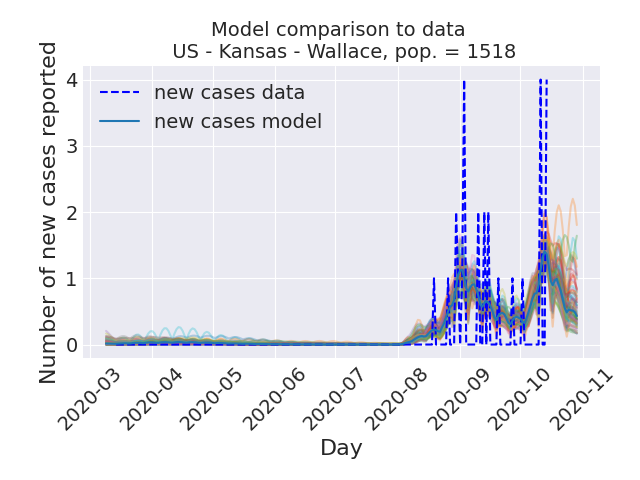 Model comparison to data
US - Kansas - Wallace, pop. = 1518
Number of new cases reported
4
3
2
1
0
new cases data
new cases model
2020-03
2020-04
2020-05
2020-06
2020-07
2020-08
2020-09
2020-10
2020-11
Day